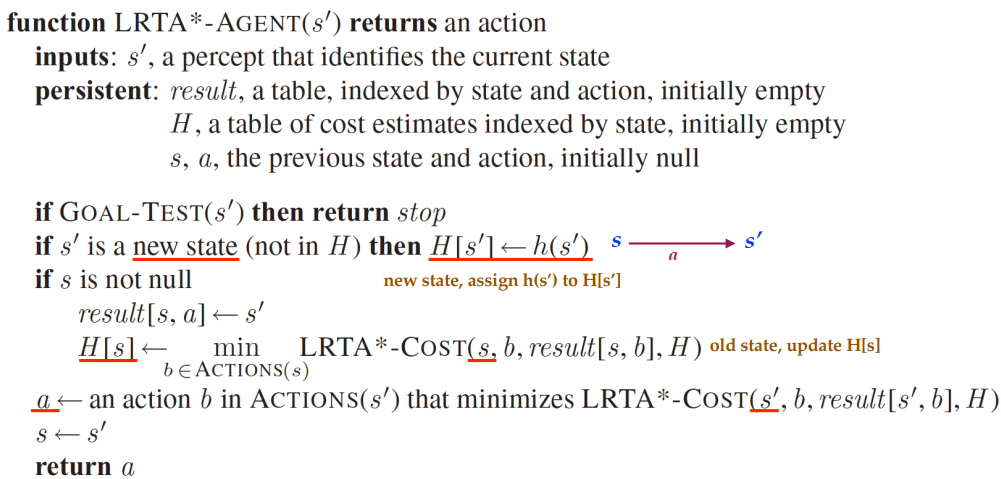 function LRTA*-AGENT(s′) returns an action
inputs: s′, a percept that identifies the current state
persistent: result, a table, indexed by state and action, initially empty
H, a table of cost estimates indexed by state, initially empty
s, a, the previous state and action, initially null
if GOAL-TEST(s′) then return stop
if s′ is a new state (not in H) then H[s′] ← h(s′) s a s′
if s is not null new state, assign h(s′) to H[s′]
result[s, a] ← s′
H[s] ← min LRTA*-COST(s, b, result[s, b], H) old state, update H[s]
b ∈ ACTIONS(s)
a ← an action b in ACTIONS(s′) that minimizes LRTA*-COST(s′, b, result[s′, b], H)
s ← s′
return a